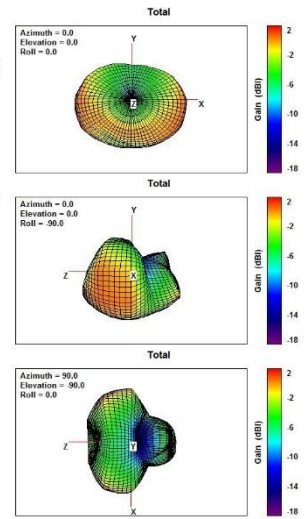 Total
Azimuth = 0.0
Elevation = 0.0
Roll = 0.0
Y
Z
X
Gain (dBi)
2
-2
-6
-10
-14
-18
Total
Azimuth = 0.0
Elevation = 0.0
Roll = -90.0
Y
Z
X
Gain (dBi)
2
-2
-6
-10
-14
-18
Total
Azimuth = 90.0
Elevation = -90.0
Roll = 0.0
Z
Y
X
Gain (dBi)
2
-2
-6
-10
-14
-18